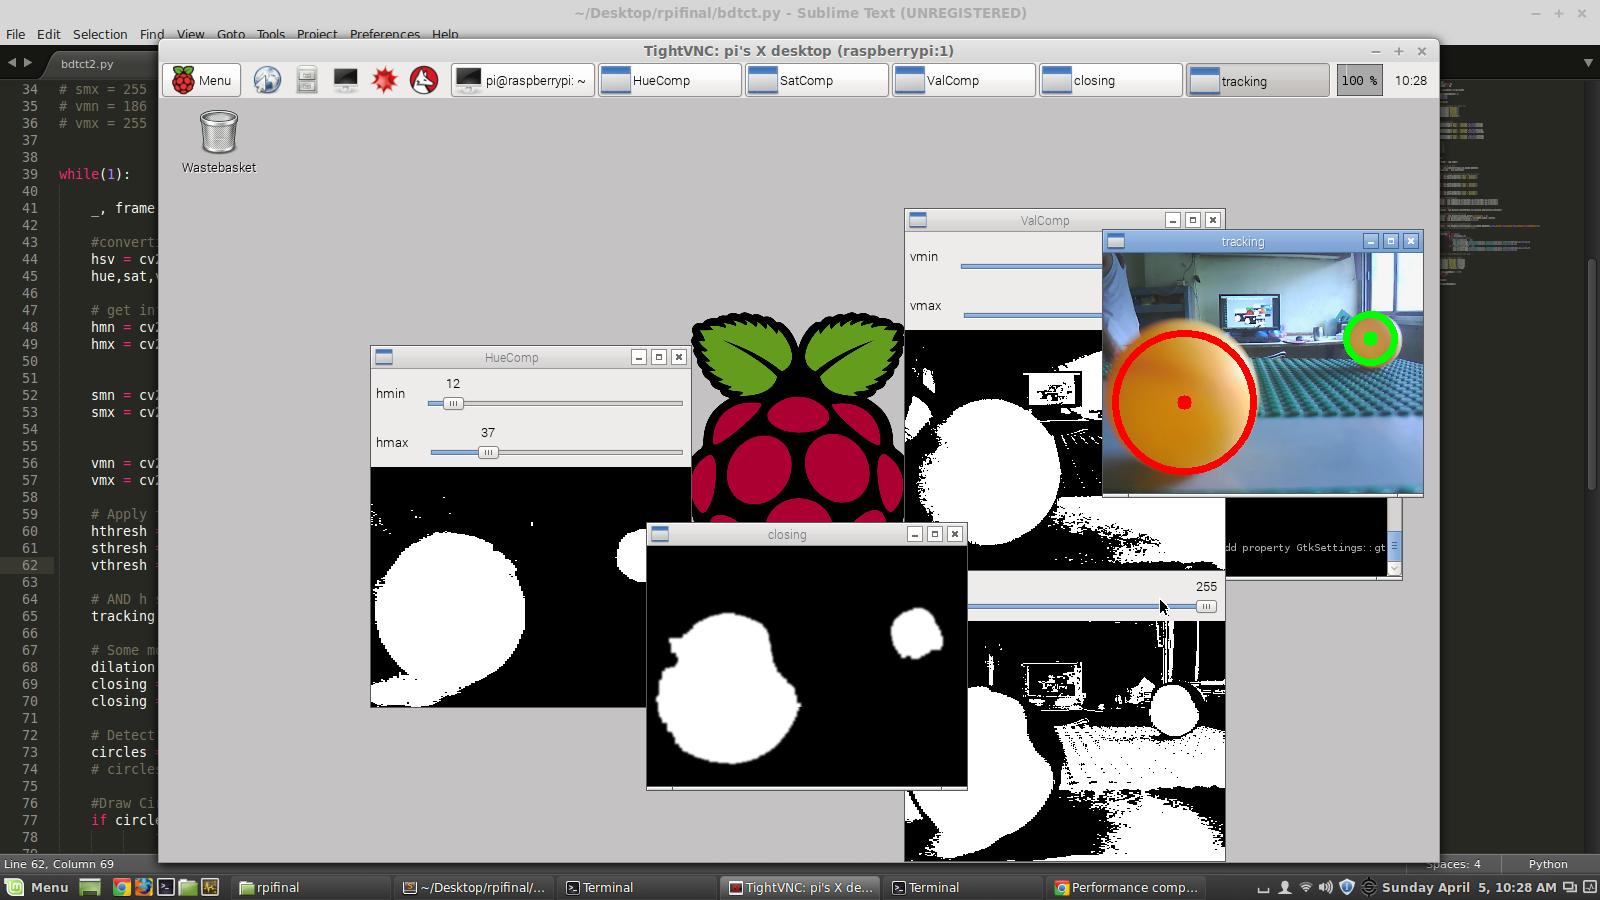 ~/Desktop/rpifinal/bdtct.py - Sublime Text (UNREGISTERED)
File Edit Selection Find View Goto Tools Project Preferences Help
TightVNC: pi's X desktop (raspberrypi:1)
bdtct2.py
Menu
pi@raspberrypi: ~
HueComp
SatComp
ValComp
closing
tracking
100 %
10:28
Wastebasket
34 # smx = 255
35 # vmn = 186
36 # vmx = 255
37
38
39 while(1):
40
41 _, frame
42
43 #converti
44 hsv = cv2
45 hue,sat,
46
47 # get in
48 hmn = cv2
49 hmx = cv2
50
51
52 smn = cv2
53 smx = cv2
54
55
56 vmn = cv2
57 vmx = cv2
58
59 # Apply
60 hthresh
61 sthresh
62 vthresh
63
64 # AND h
65 tracking
66
67 # Some mo
68 dilation
69 closing
70 closing
71
72 # Detect
73 circles =
74 # circles
75
76 #Draw Ci
77 if circle
78
ValComp
vmin
vmax
tracking
HueComp
hmin
12
hmax
37
closing
dd property GtkSettings::gt
255
Line 62, Column 69
Spaces: 4
Python
Menu
rpifinal
~/Desktop/rpifinal/...
Terminal
TightVNC: pi's X de...
Terminal
Performance comp...
Sunday April 5, 10:28 AM